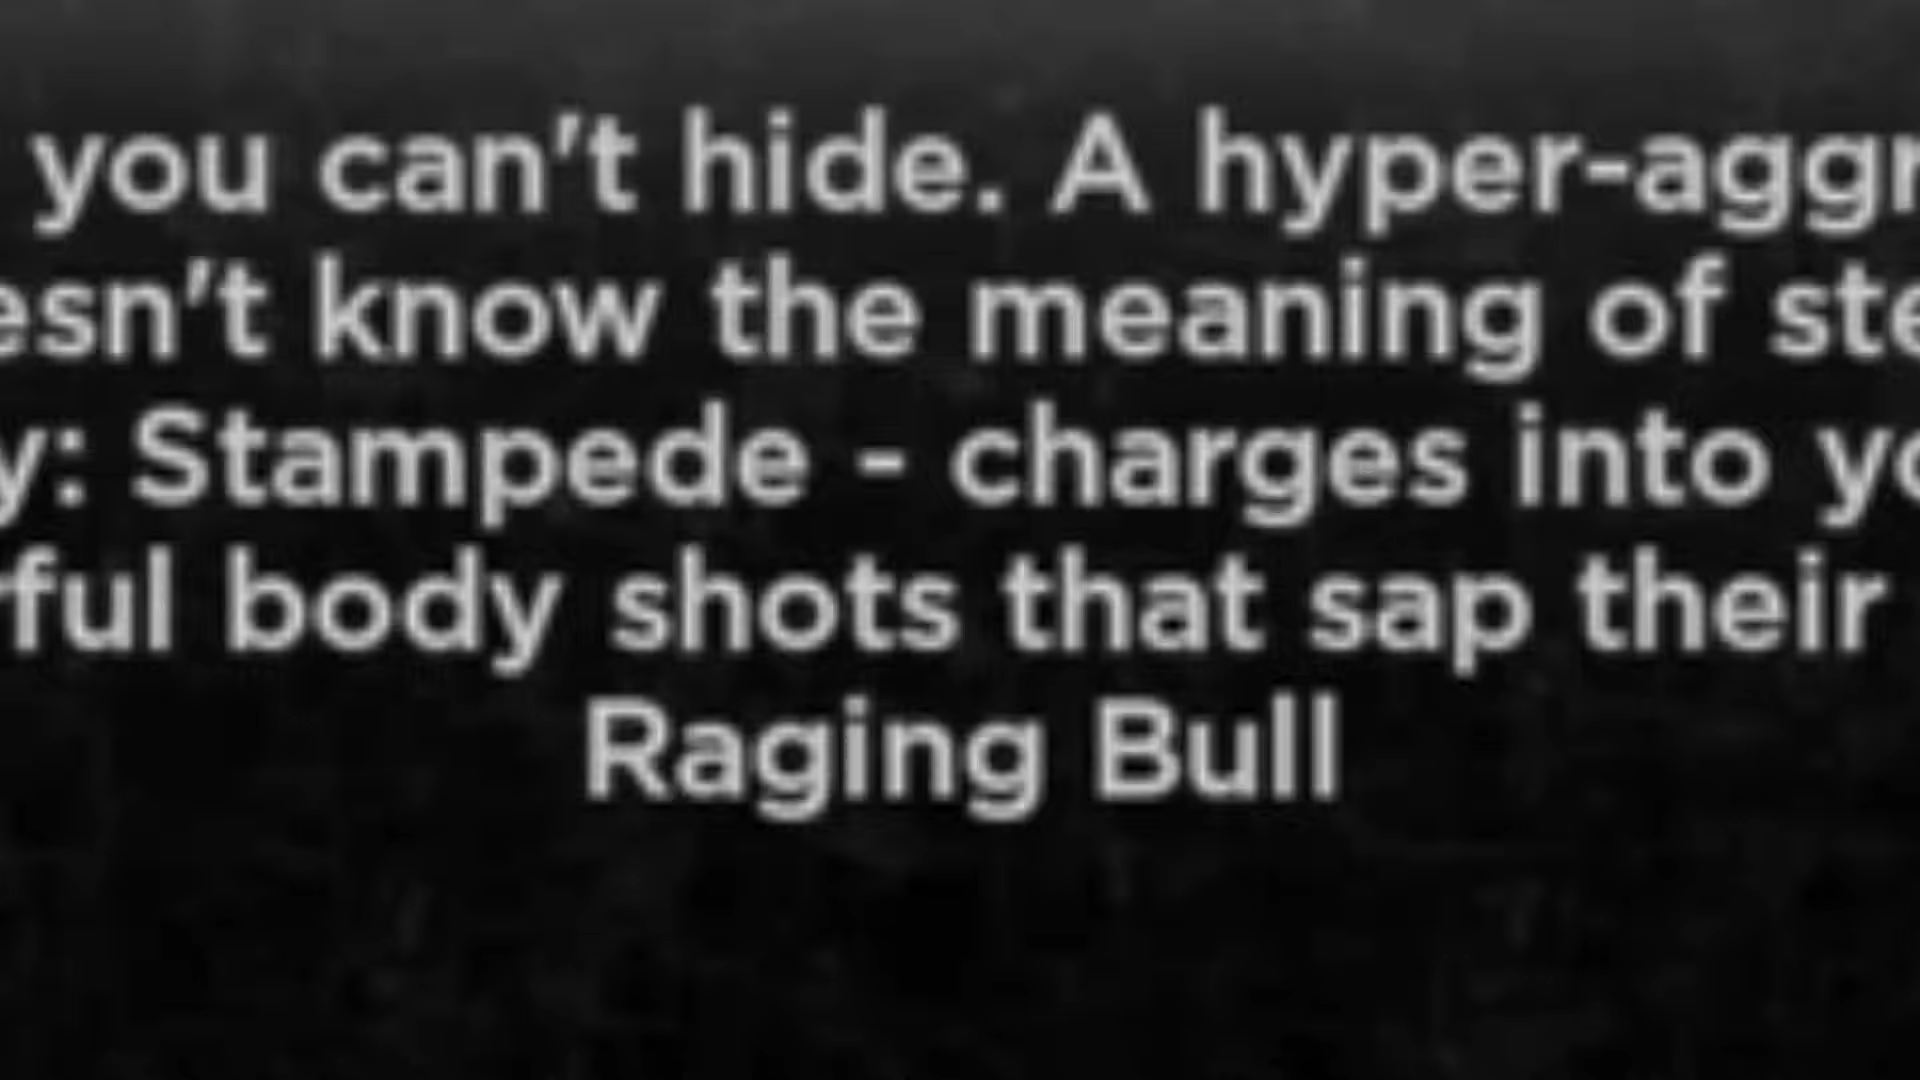 you can't hide. A hyper-aggr
esn't know the meaning of ste
y: Stampede - charges into yo
rful body shots that sap their
Raging Bull